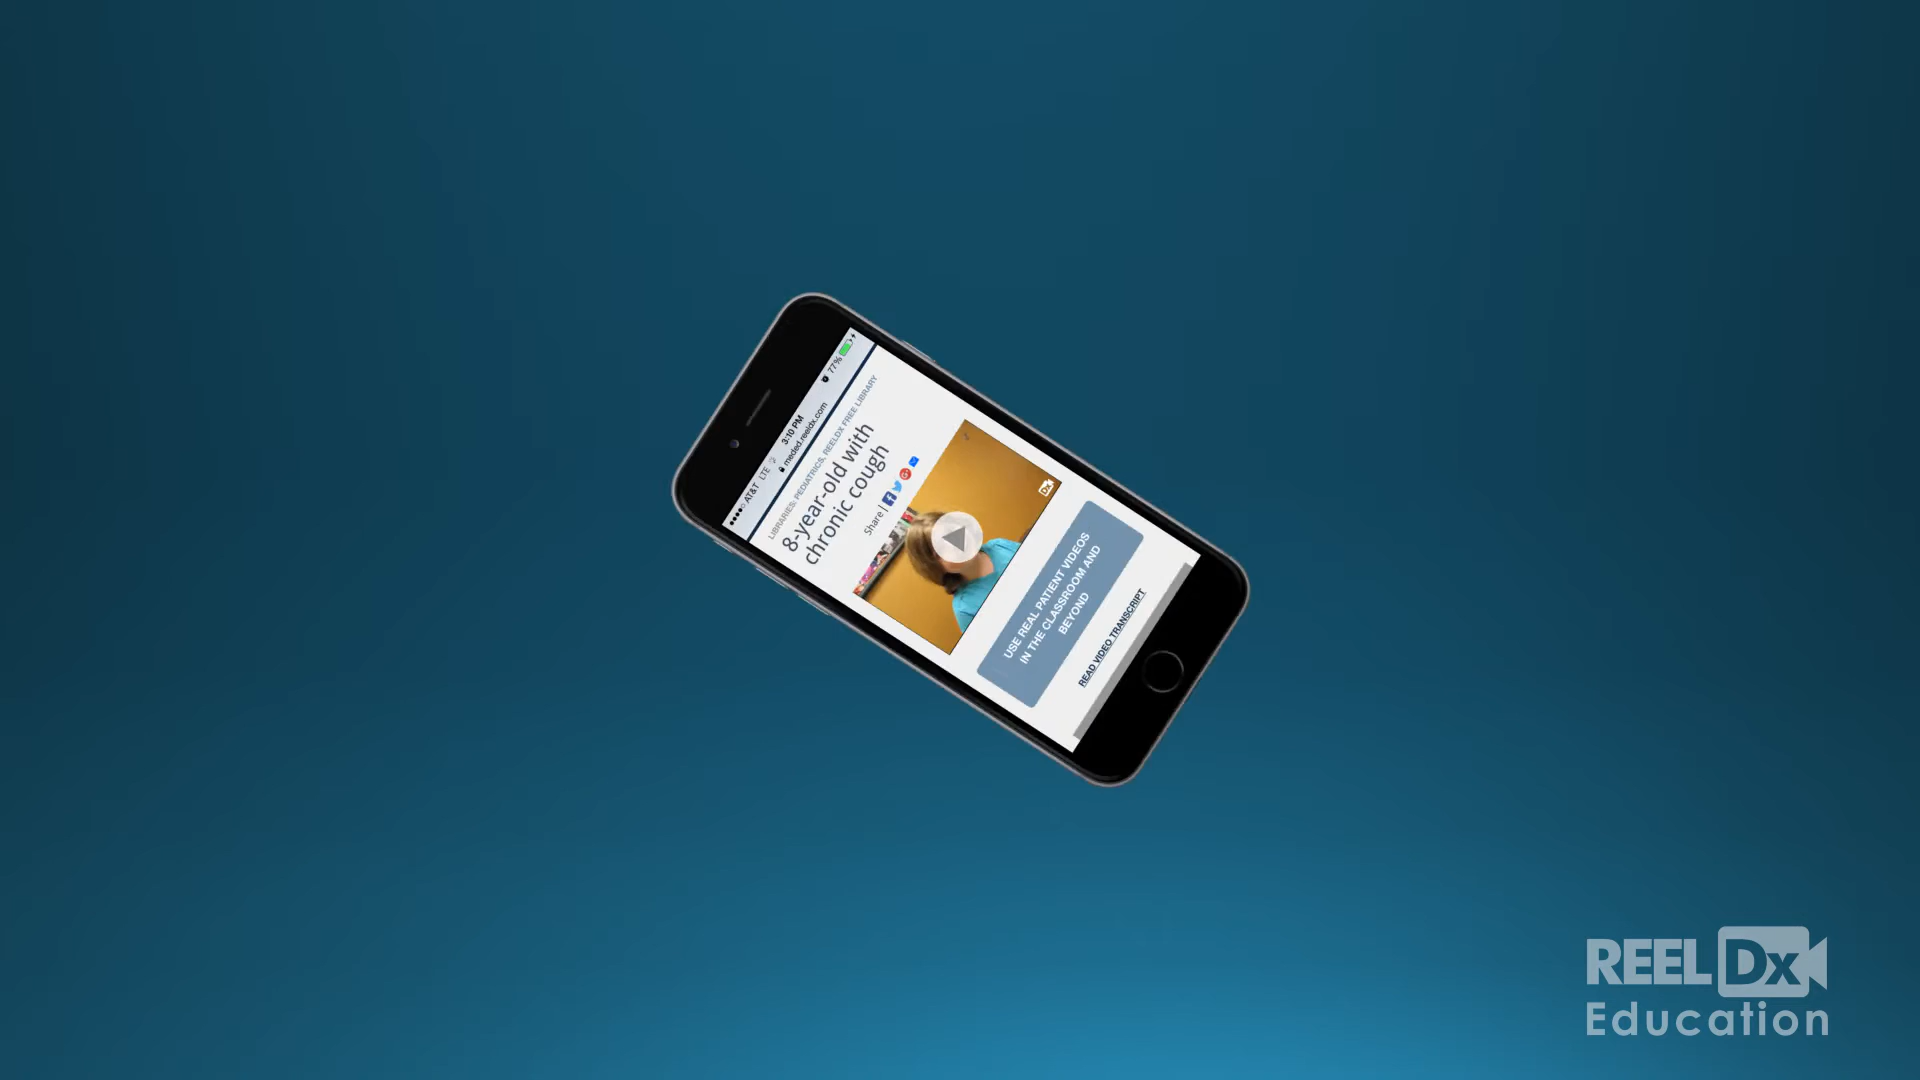 AT&T LTE 3:10 PM 77%
meded.reeldx.com
LIBRARIES: PEDIATRICS, REELDX FREE LIBRARY
8-year-old with
chronic cough
Share |
Dx
USE REAL PATIENT VIDEOS
IN THE CLASSROOM AND
BEYOND
READ VIDEO TRANSCRIPT
REEL Dx
Education